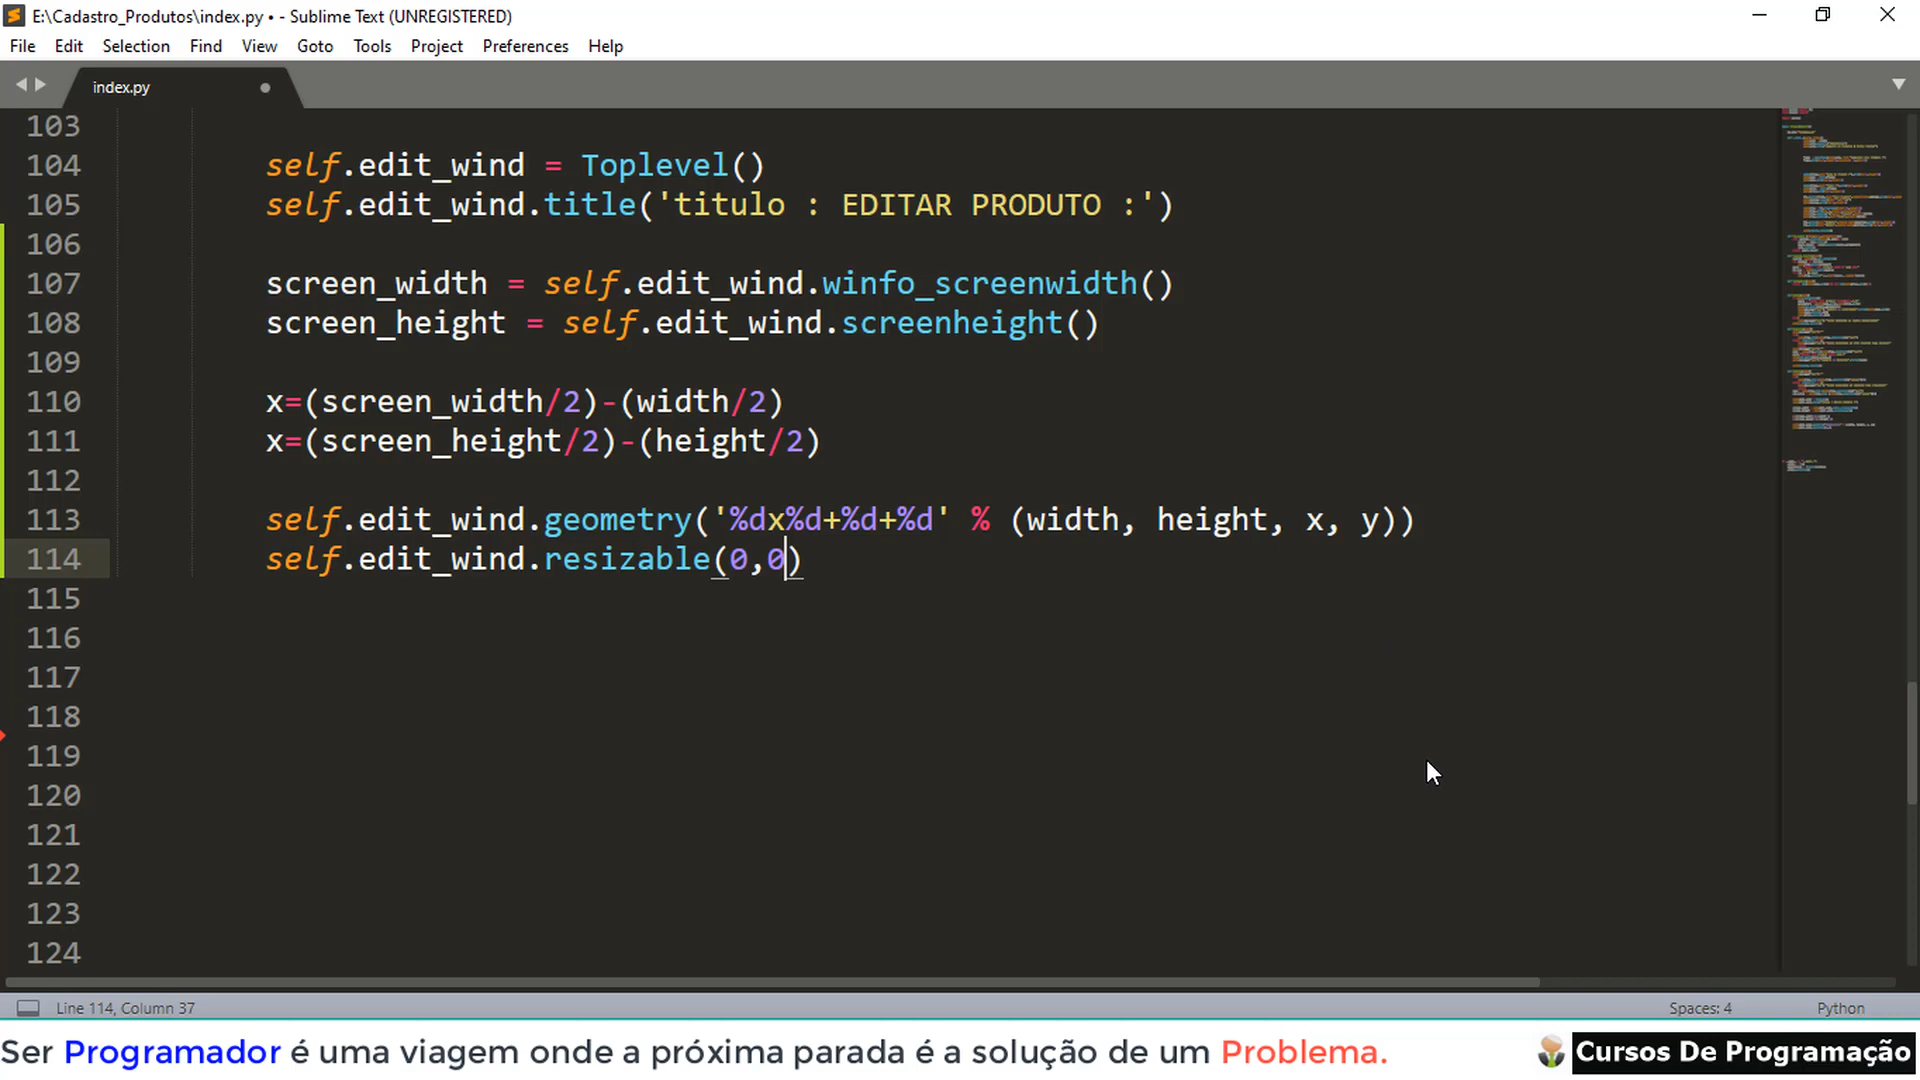 E:\Cadastro_Produtos\index.py • - Sublime Text (UNREGISTERED)
File Edit Selection Find View Goto Tools Project Preferences Help
index.py
103
104 self.edit_wind = Toplevel()
105 self.edit_wind.title('titulo : EDITAR PRODUTO :')
106
107 screen_width = self.edit_wind.winfo_screenwidth()
108 screen_height = self.edit_wind.screenheight()
109
110 x=(screen_width/2)-(width/2)
111 x=(screen_height/2)-(height/2)
112
113 self.edit_wind.geometry('%dx%d+%d+%d' % (width, height, x, y))
114 self.edit_wind.resizable(0,0)
115
116
117
118
119
120
121
122
123
124
Line 114, Column 37 Spaces: 4 Python
Ser Programador é uma viagem onde a próxima parada é a solução de um Problema. Cursos De Programação